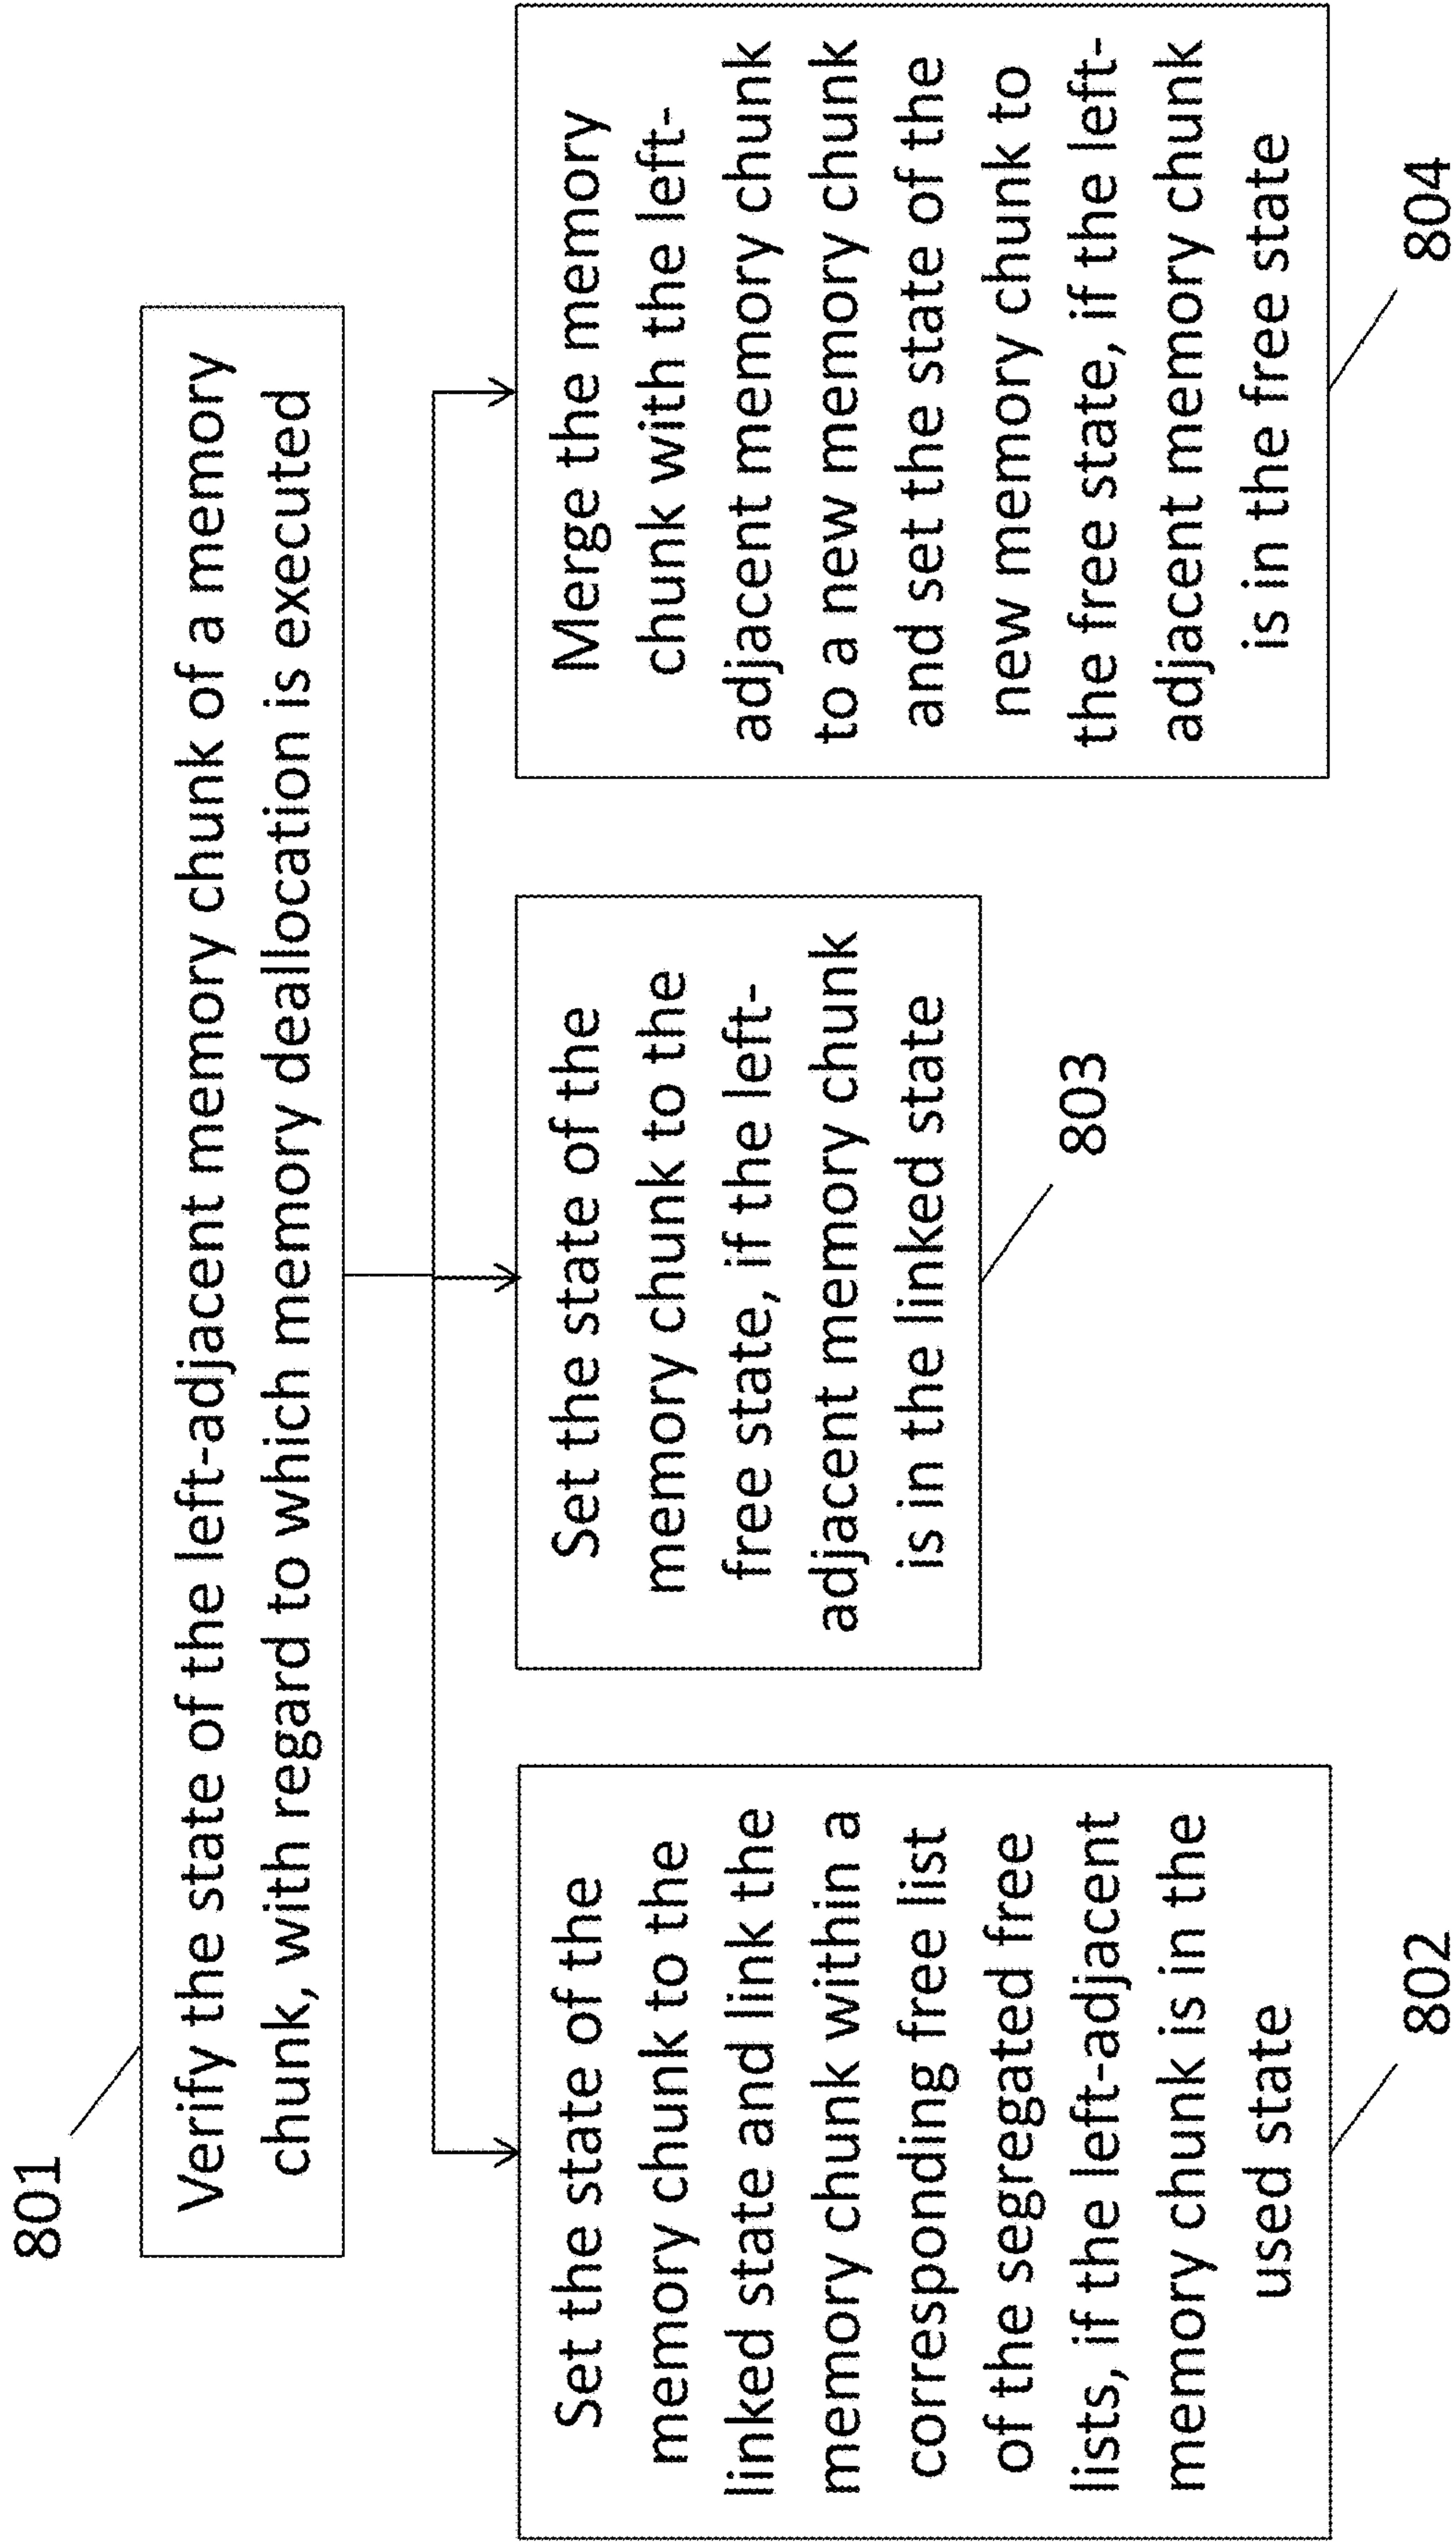 801
Verify the state of the left-adjacent memory chunk of a memory
chunk, with regard to which memory deallocation is executed
Set the state of the
memory chunk to the
linked state and link the
memory chunk within a
corresponding free list
of the segregated free
lists, if the left-adjacent
memory chunk is in the
used state
802
Set the state of the
memory chunk to the
free state, if the left-
adjacent memory chunk
is in the linked state
803
Merge the memory
chunk with the left-
adjacent memory chunk
to a new memory chunk
and set the state of the
new memory chunk to
the free state, if the left-
adjacent memory chunk
is in the free state
804